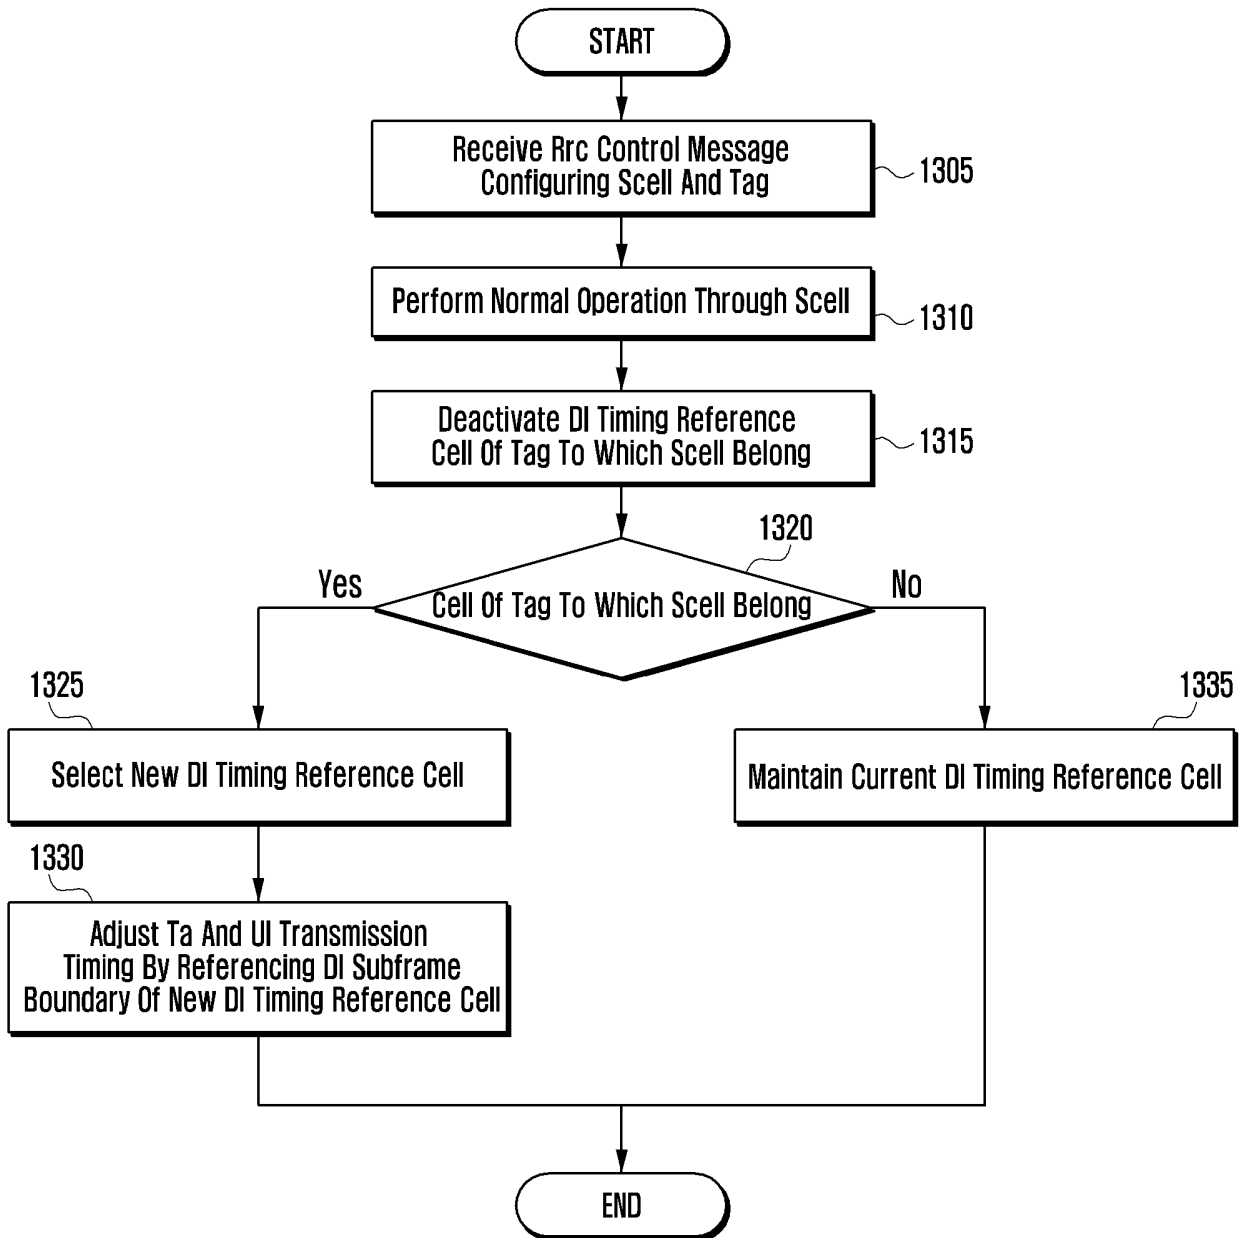 START
Receive Rrc Control Message
Configuring Scell And Tag
1305
Perform Normal Operation Through Scell
1310
Deactivate Dl Timing Reference
Cell Of Tag To Which Scell Belong
1315
1320
Yes
Cell Of Tag To Which Scell Belong
No
1325
Select New Dl Timing Reference Cell
1335
Maintain Current Dl Timing Reference Cell
1330
Adjust Ta And Ul Transmission
Timing By Referencing Dl Subframe
Boundary Of New Dl Timing Reference Cell
END